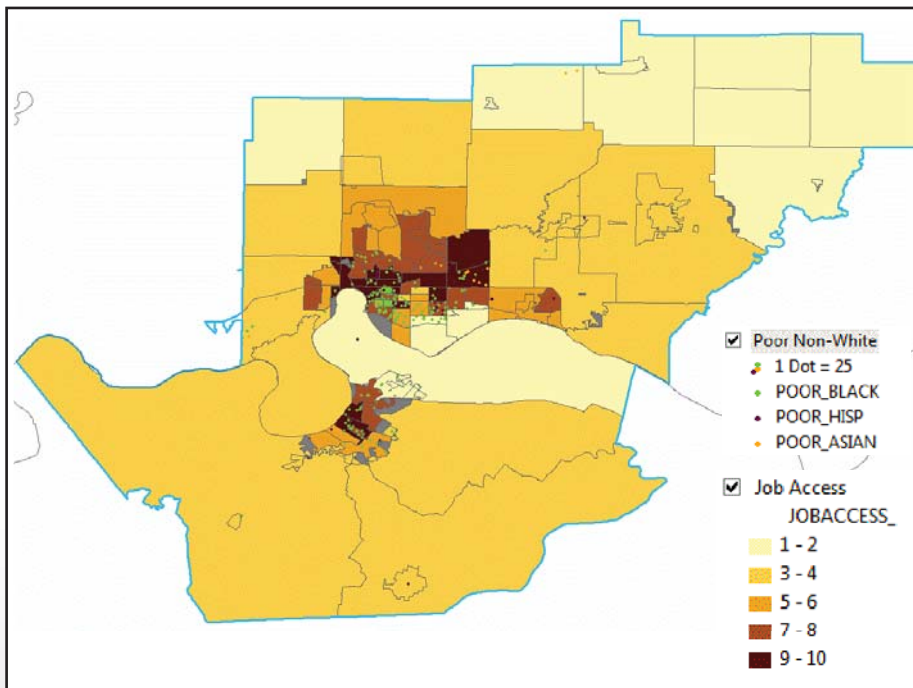 Poor Non-White
1 Dot = 25
POOR_BLACK
POOR_HISP
POOR_ASIAN
Job Access
JOBACCESS_
1 - 2
3 - 4
5 - 6
7 - 8
9 - 10